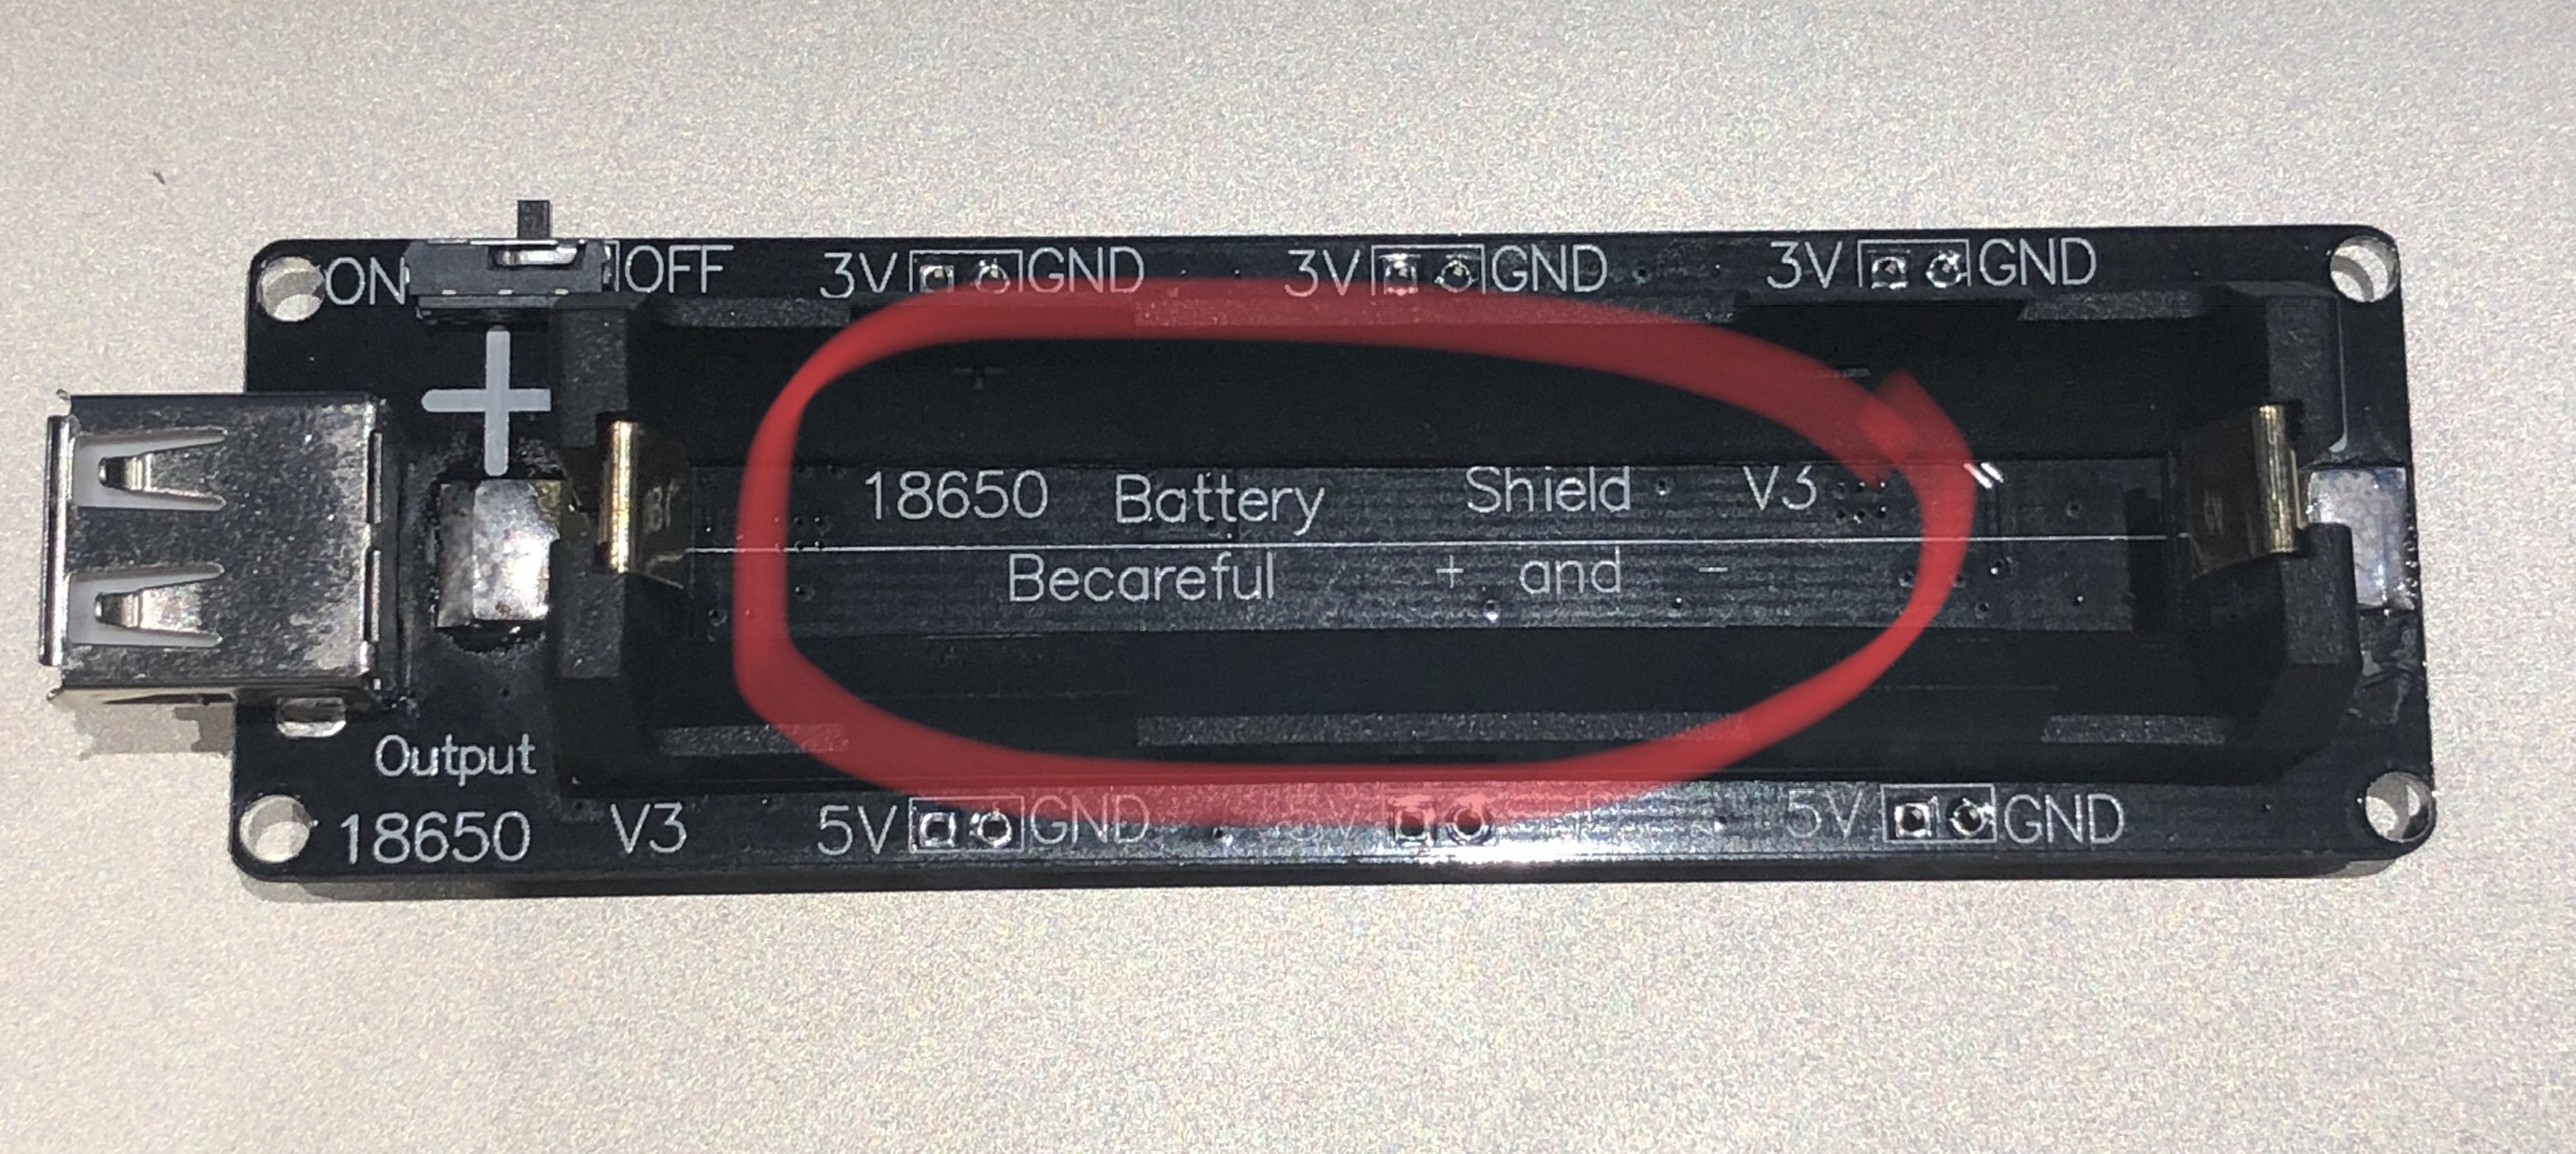 ON OFF 3V GND 3V GND 3V GND
+
18650 Battery Shield V3
Becareful + and -
Output
18650 V3 5V GND 5V 5V GND